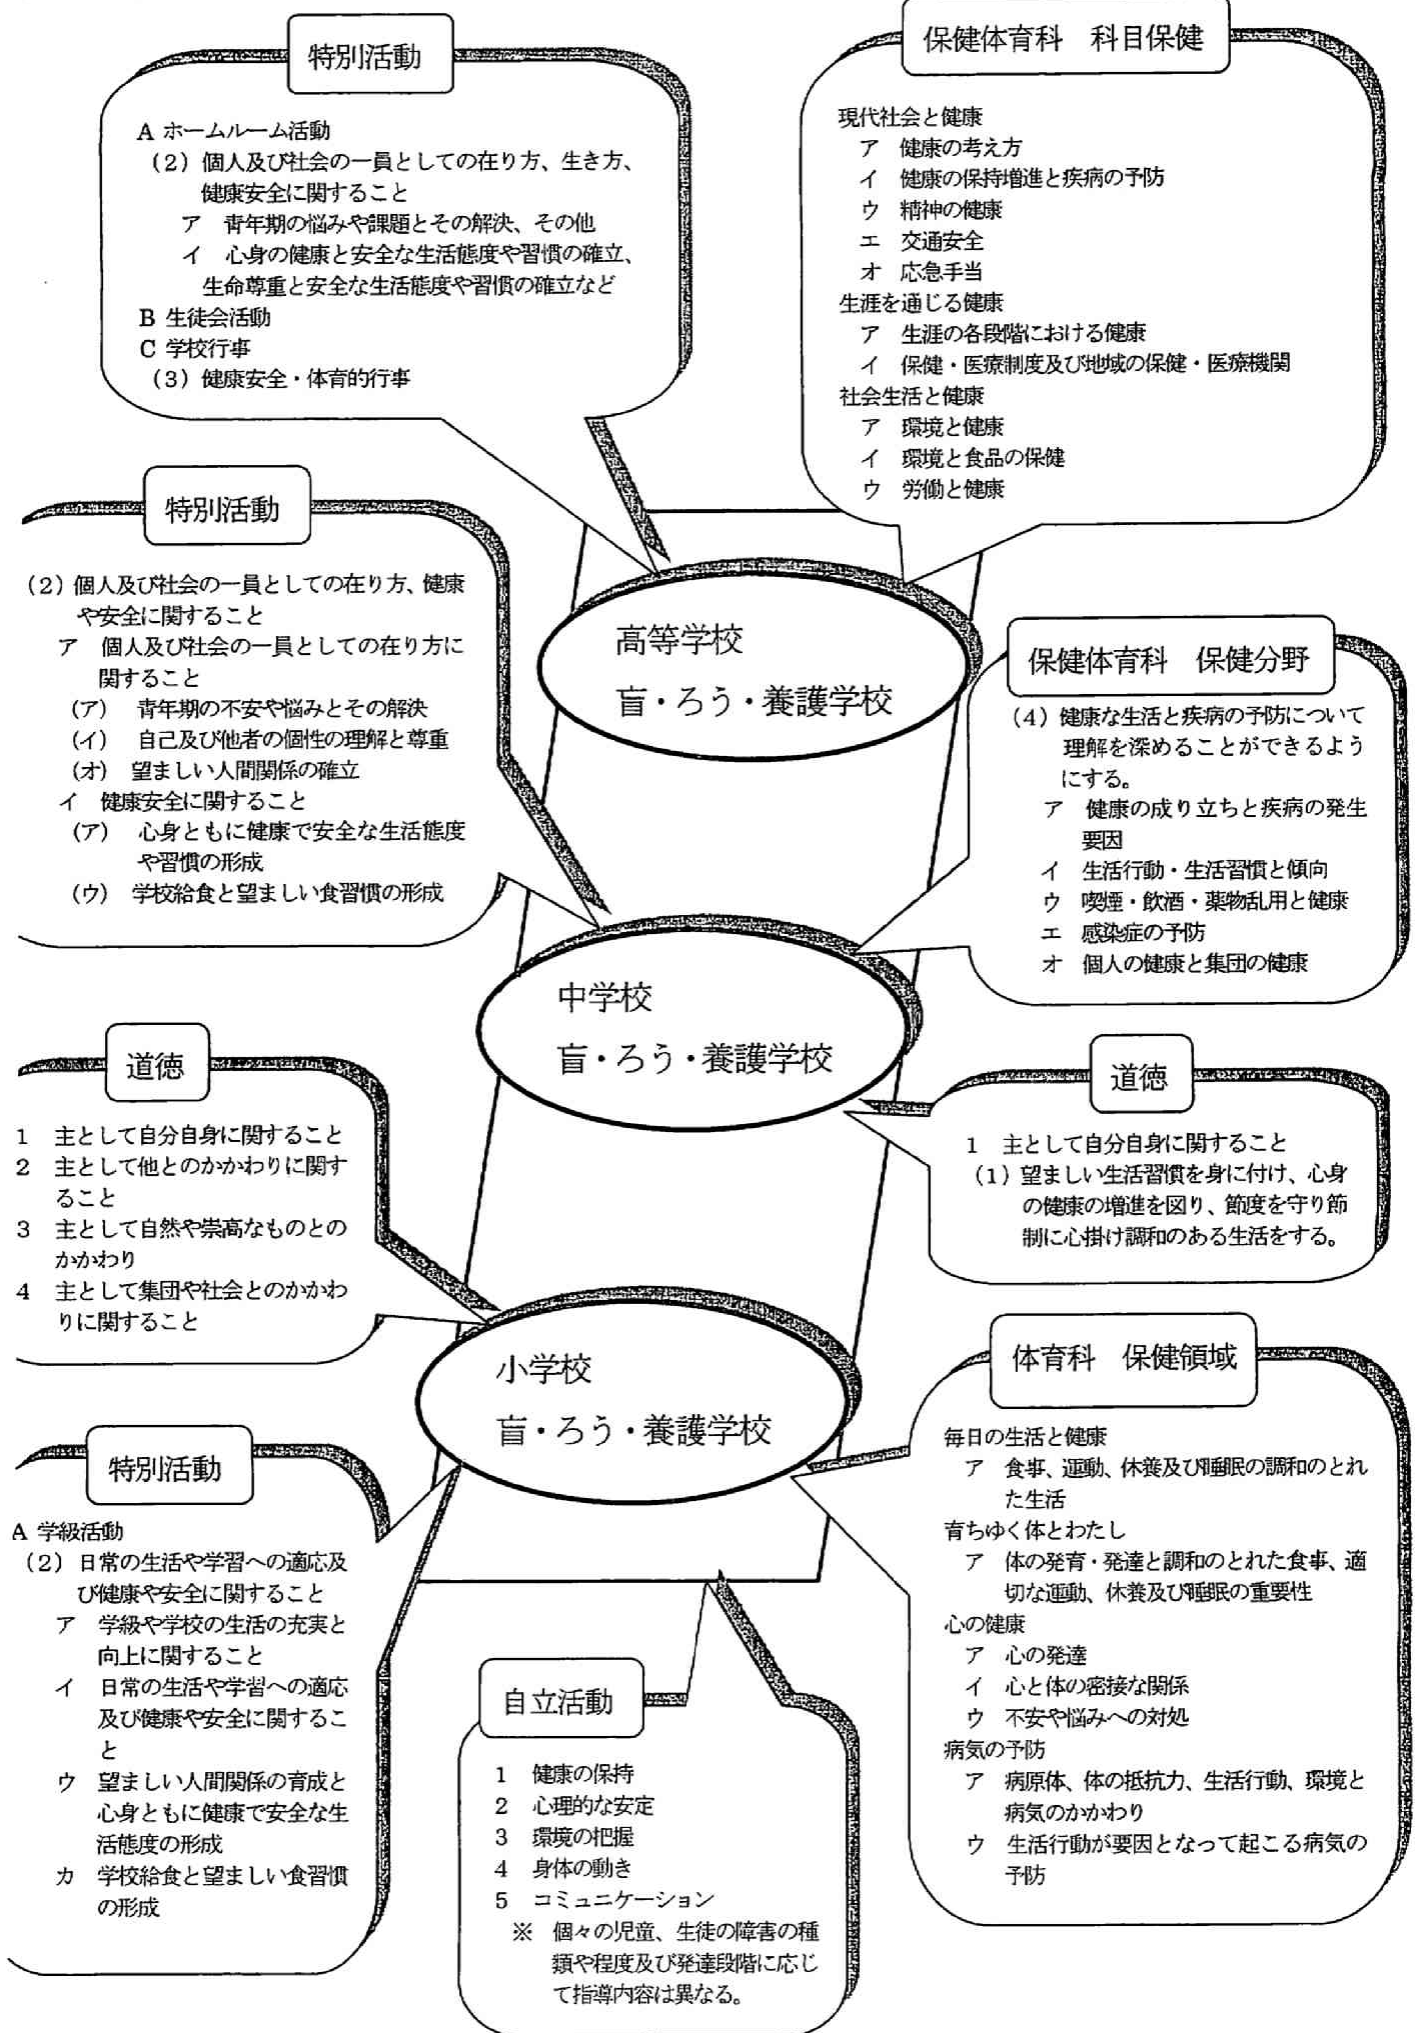 特別活動
A ホームルーム活動
(2) 個人及び社会の一員としての在り方、生き方、
健康安全に関すること
ア 青年期の悩みや課題とその解決、その他
イ 心身の健康と安全な生活態度や習慣の確立、
生命尊重と安全な生活態度や習慣の確立など
B 生徒会活動
C 学校行事
(3) 健康安全・体育的行事
保健体育科 科目保健
現代社会と健康
ア 健康の考え方
イ 健康の保持増進と疾病の予防
ウ 精神の健康
エ 交通安全
オ 応急手当
生涯を通じる健康
ア 生涯の各段階における健康
イ 保健・医療制度及び地域の保健・医療機関
社会生活と健康
ア 環境と健康
イ 環境と食品の保健
ウ 労働と健康
高等学校
盲・ろう・養護学校
特別活動
(2) 個人及び社会の一員としての在り方、健康
や安全に関すること
ア 個人及び社会の一員としての在り方に
関すること
(ア) 青年期の不安や悩みとその解決
(イ) 自己及び他者の個性の理解と尊重
(オ) 望ましい人間関係の確立
イ 健康安全に関すること
(ア) 心身ともに健康で安全な生活態度
や習慣の形成
(ウ) 学校給食と望ましい食習慣の形成
保健体育科 保健分野
(4) 健康な生活と疾病の予防について
理解を深めることができるよう
にする。
ア 健康の成り立ちと疾病の発生
要因
イ 生活行動・生活習慣と傾向
ウ 喫煙・飲酒・薬物乱用と健康
エ 感染症の予防
オ 個人の健康と集団の健康
中学校
盲・ろう・養護学校
道徳
1 主として自分自身に関すること
2 主として他とのかかわりに関す
ること
3 主として自然や崇高なものとの
かかわり
4 主として集団や社会とのかかわ
りに関すること
道徳
1 主として自分自身に関すること
(1) 望ましい生活習慣を身に付け、心身
の健康の増進を図り、節度を守り節
制に心掛け調和のある生活をする。
小学校
盲・ろう・養護学校
特別活動
A 学級活動
(2) 日常の生活や学習への適応及
び健康や安全に関すること
ア 学級や学校の生活の充実と
向上に関すること
イ 日常の生活や学習への適応
及び健康や安全に関するこ
と
ウ 望ましい人間関係の育成と
心身ともに健康で安全な生
活態度の形成
カ 学校給食と望ましい食習慣
の形成
自立活動
1 健康の保持
2 心理的な安定
3 環境の把握
4 身体の動き
5 コミュニケーション
※ 個々の児童、生徒の障害の種
類や程度及び発達段階に応じ
て指導内容は異なる。
体育科 保健領域
毎日の生活と健康
ア 食事、運動、休養及び睡眠の調和のとれ
た生活
育ちゆく体とわたし
ア 体の発育・発達と調和のとれた食事、適
切な運動、休養及び睡眠の重要性
心の健康
ア 心の発達
イ 心と体の密接な関係
ウ 不安や悩みへの対処
病気の予防
ア 病原体、体の抵抗力、生活行動、環境と
病気のかかわり
ウ 生活行動が要因となって起こる病気の
予防